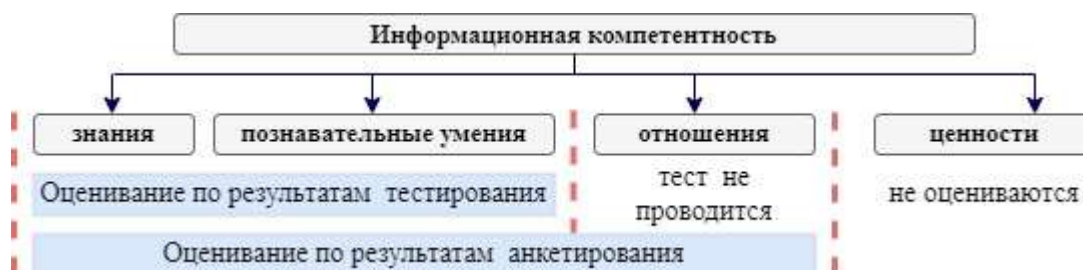 Информационная компетентность
знания
познавательные умения
отношения
ценности
Оценивание по результатам тестирования
тест не
проводится
не оцениваются
Оценивание по результатам анкетирования